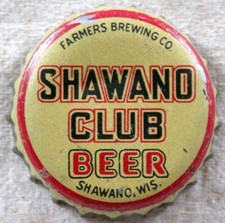 FARMERS BREWING CO.
SHAWANO
CLUB
BEER
SHAWANO, WIS.